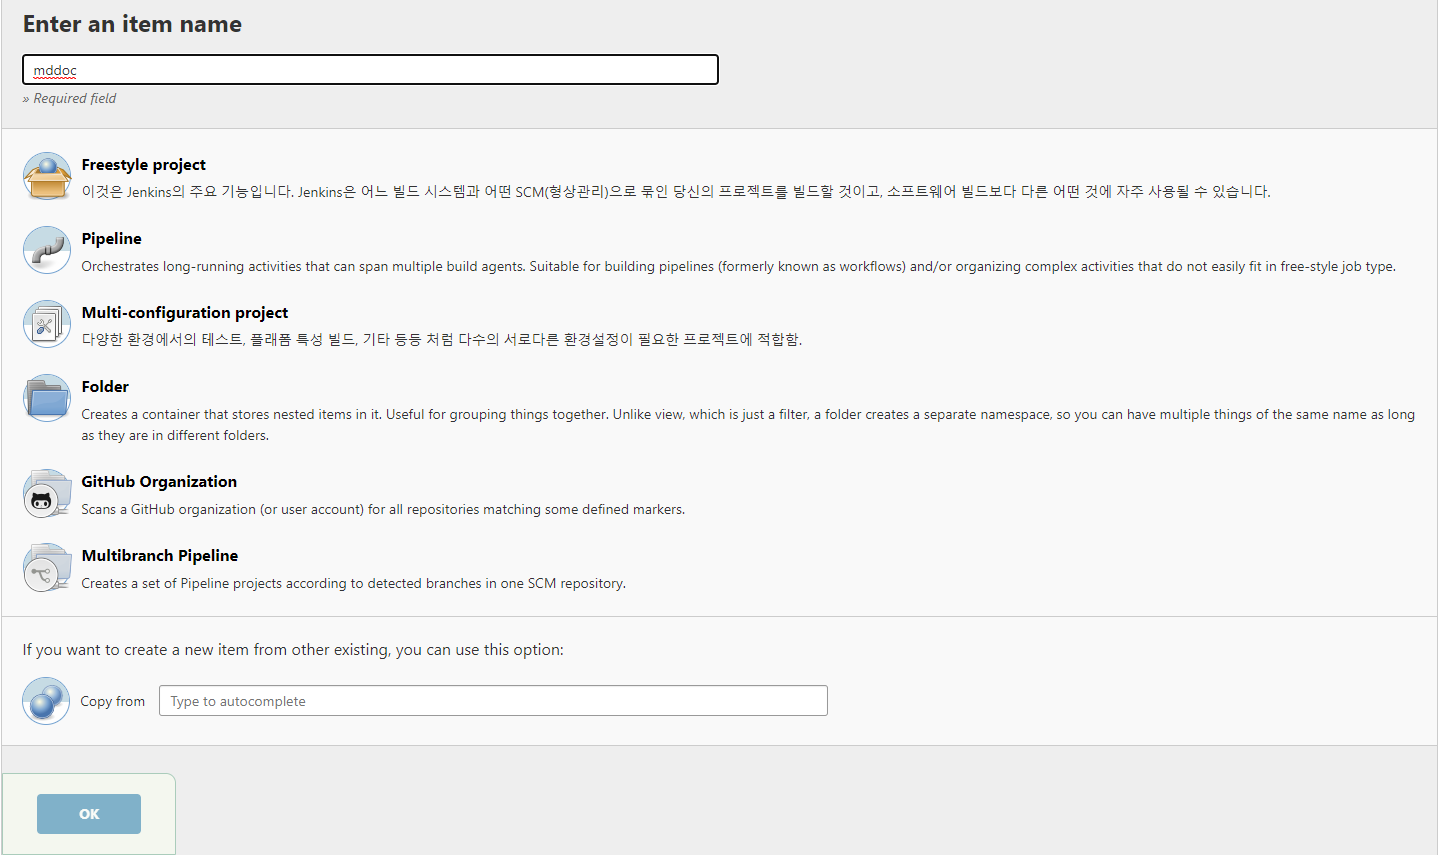 Enter an item name
mddoc
» Required field
Freestyle project
이것은 Jenkins의 주요 기능입니다. Jenkins은 어느 빌드 시스템과 어떤 SCM(형상관리)으로 묶인 당신의 프로젝트를 빌드할 것이고, 소프트웨어 빌드보다 다른 어떤 것에 자주 사용될 수 있습니다.
Pipeline
Orchestrates long-running activities that can span multiple build agents. Suitable for building pipelines (formerly known as workflows) and/or organizing complex activities that do not easily fit in free-style job type.
Multi-configuration project
다양한 환경에서의 테스트, 플래폼 특성 빌드, 기타 등등 처럼 다수의 서로다른 환경설정이 필요한 프로젝트에 적합함.
Folder
Creates a container that stores nested items in it. Useful for grouping things together. Unlike view, which is just a filter, a folder creates a separate namespace, so you can have multiple things of the same name as long
as they are in different folders.
GitHub Organization
Scans a GitHub organization (or user account) for all repositories matching some defined markers.
Multibranch Pipeline
Creates a set of Pipeline projects according to detected branches in one SCM repository.
If you want to create a new item from other existing, you can use this option:
Copy from
Type to autocomplete
OK